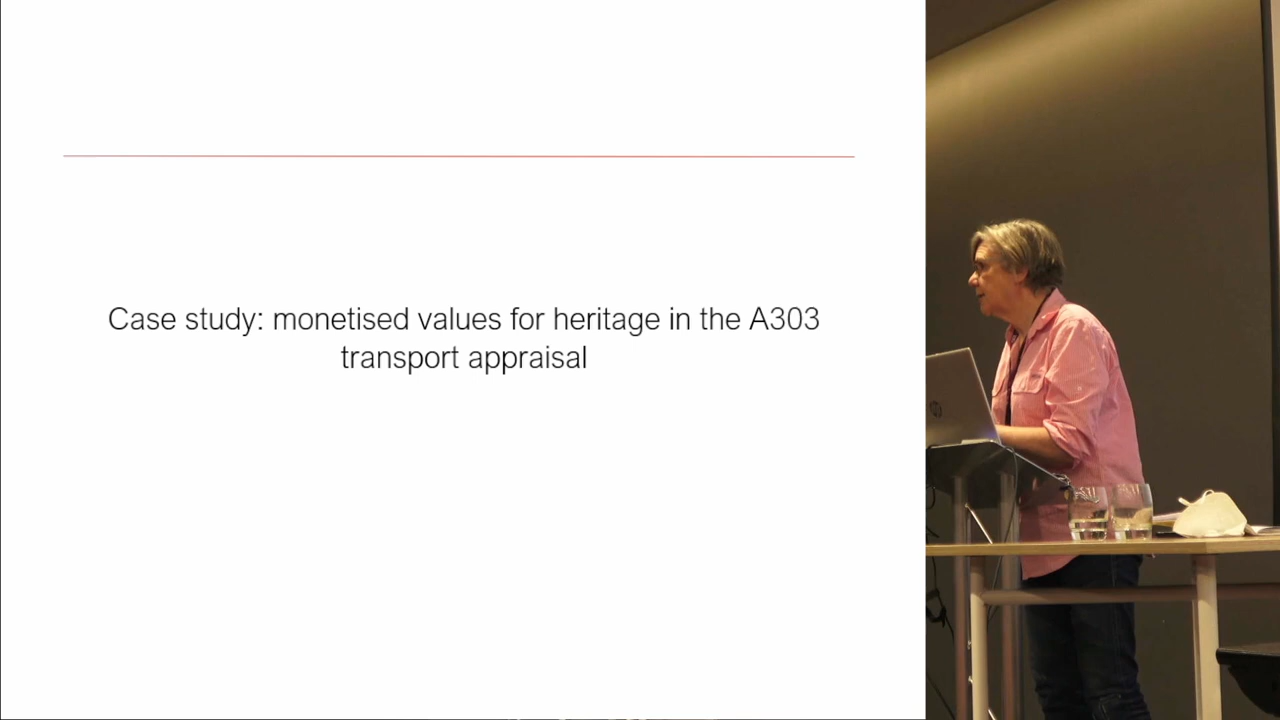 Case study: monetised values for heritage in the A303
transport appraisal